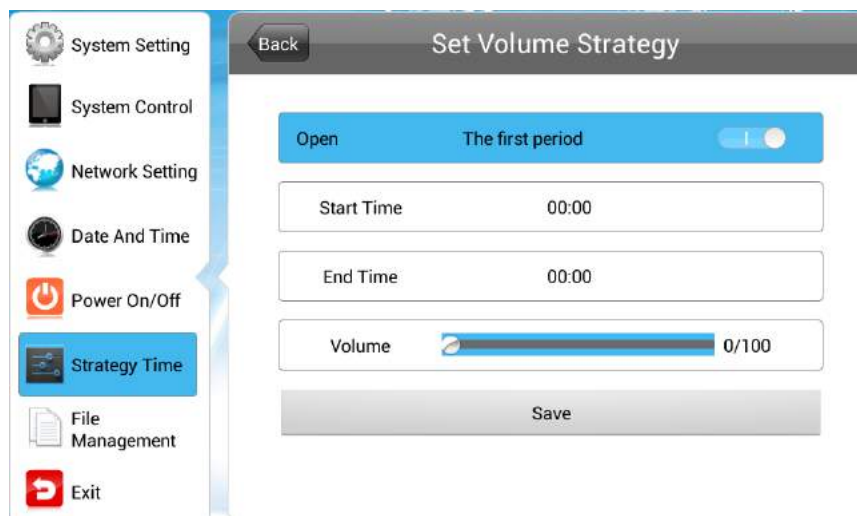 System Setting
System Control
Network Setting
Date And Time
Power On/Off
Strategy Time
File
Management
Exit
Back
Set Volume Strategy
Open The first period
Start Time 00:00
End Time 00:00
Volume 0/100
Save